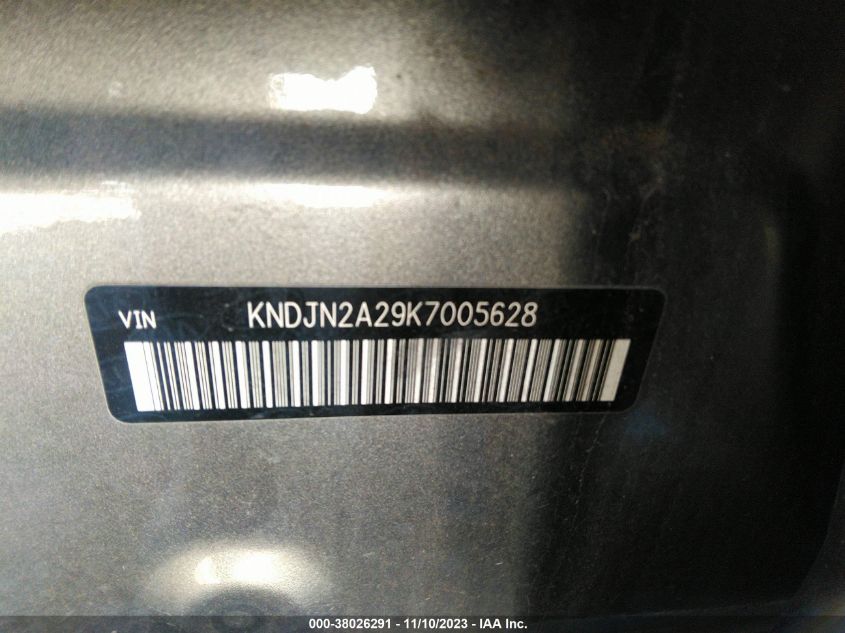 VIN KNDJN2A29K7005628
000-38026291 - 11/10/2023 - IAA Inc.